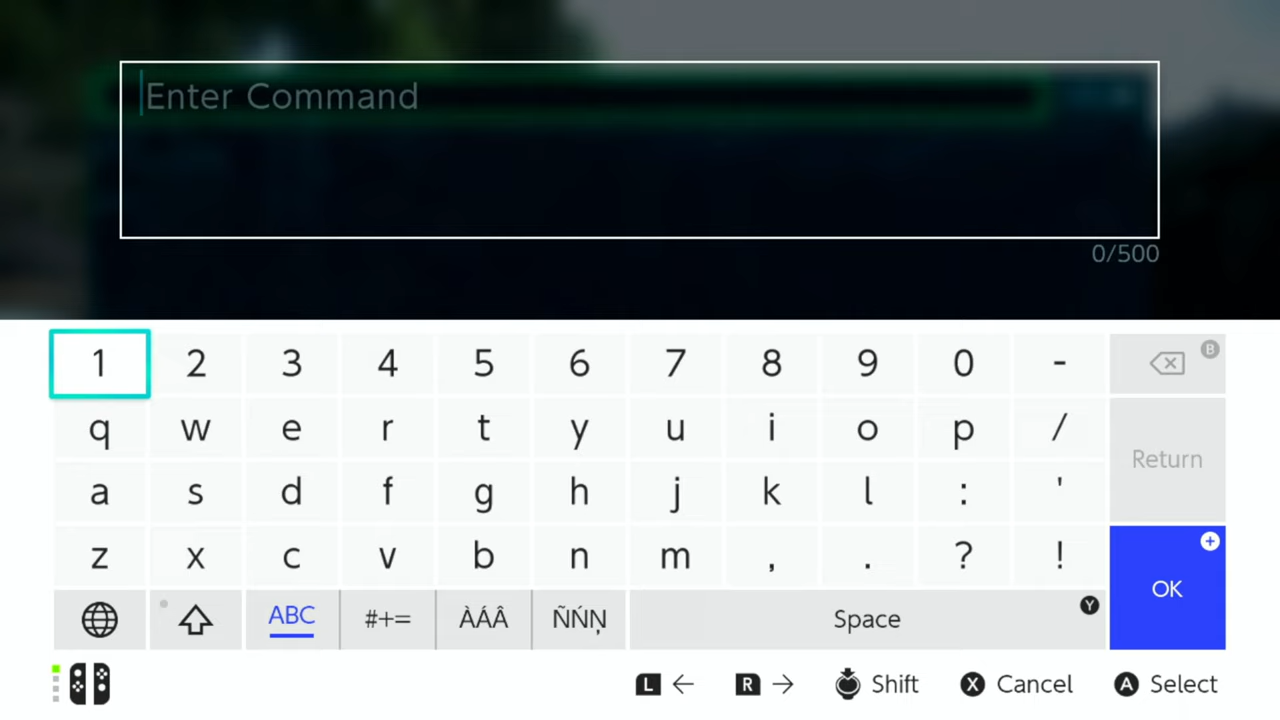 Enter Command
0/500
1 2 3 4 5 6 7 8 9 0 - B
q w e r t y u i o p /
Return
a s d f g h j k l : '
z x c v b n m , . ? ! +
OK
ABC #+= ÀÁÂ ÑŃŅ Space Y
L ← R → Shift X Cancel A Select